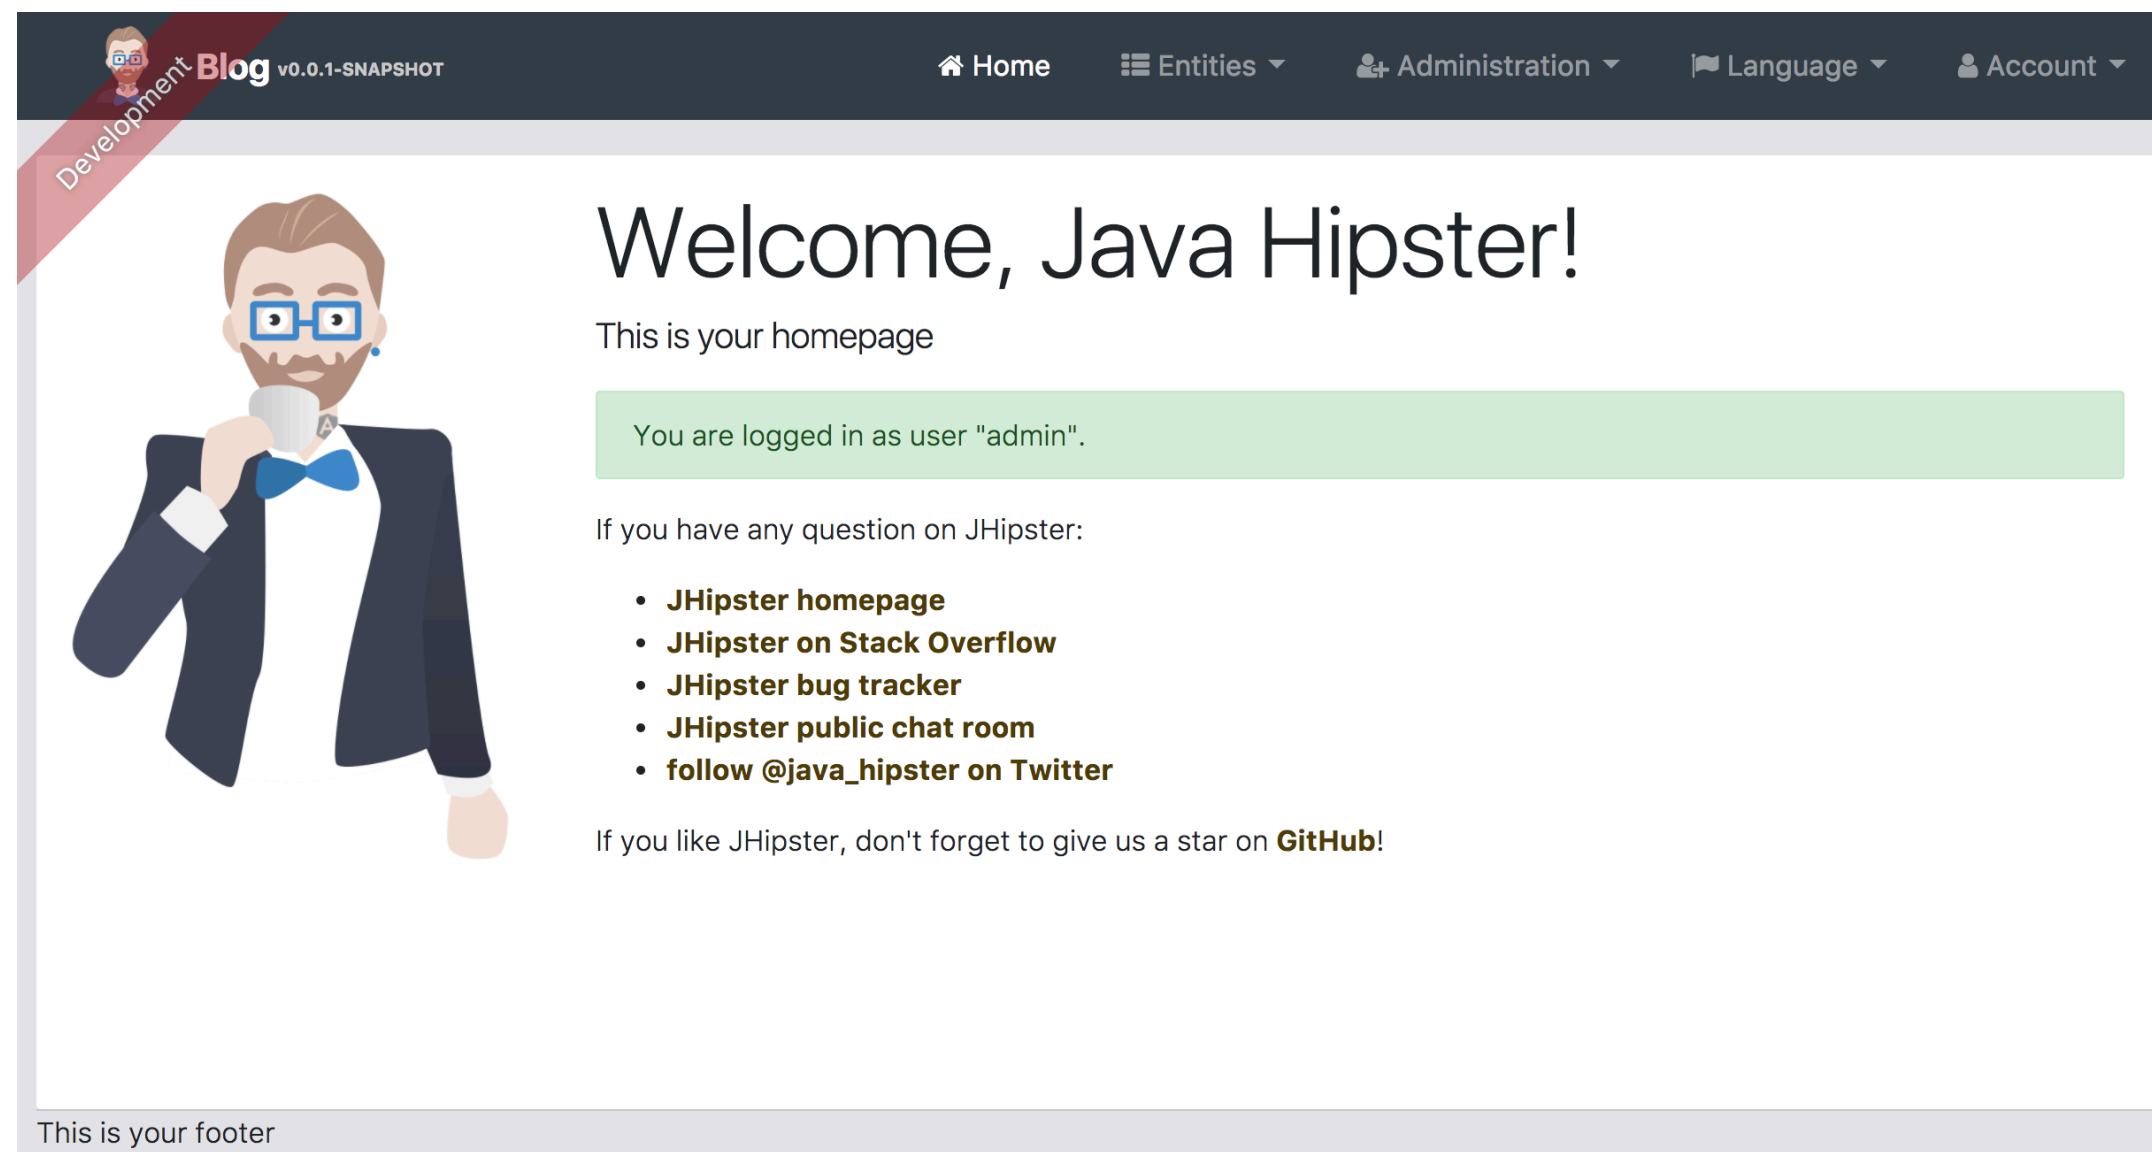 Development
Blog v0.0.1-SNAPSHOT
Home Entities Administration Language Account
Welcome, Java Hipster!
This is your homepage
A
You are logged in as user "admin".
If you have any question on JHipster:
• JHipster homepage
• JHipster on Stack Overflow
• JHipster bug tracker
• JHipster public chat room
• follow @java_hipster on Twitter
If you like JHipster, don't forget to give us a star on GitHub!
This is your footer